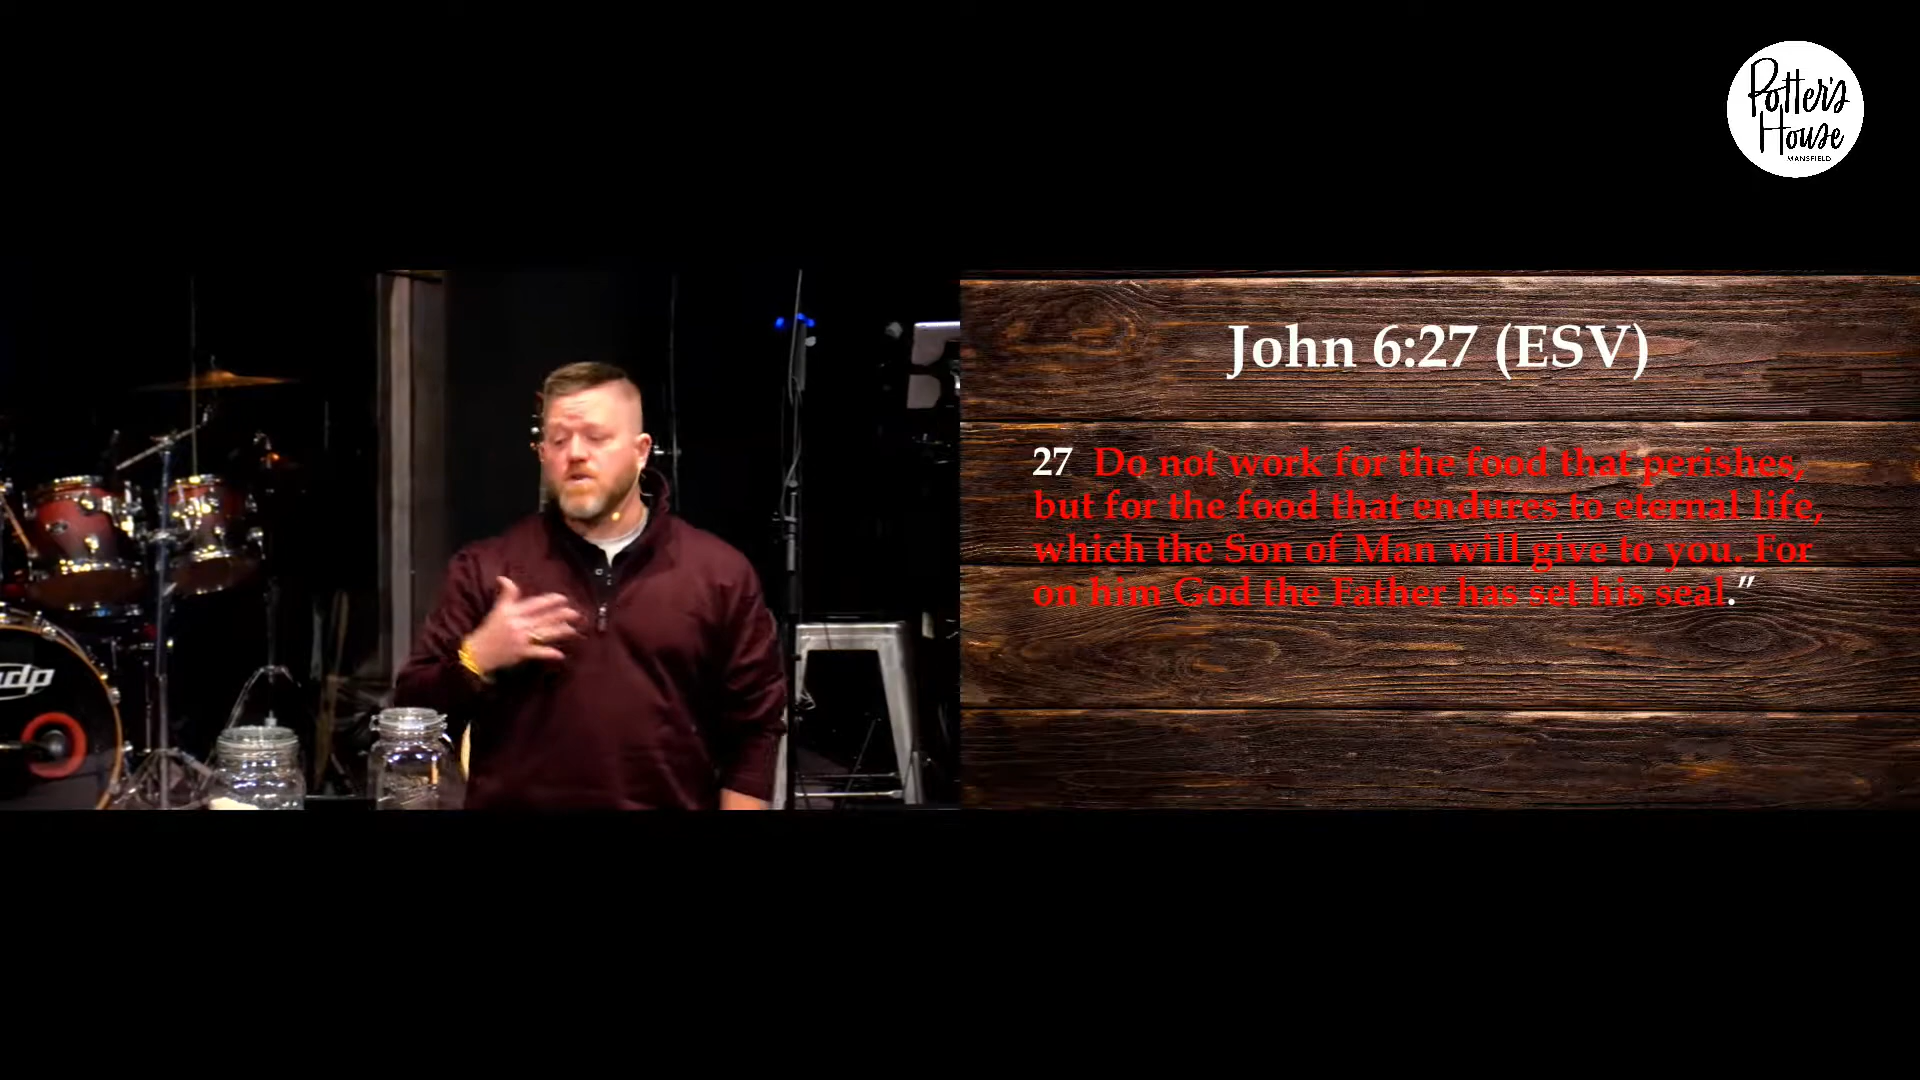 Potter's
House
MANSFIELD
John 6:27 (ESV)
27 Do not work for the food that perishes,
but for the food that endures to eternal life,
which the Son of Man will give to you. For
on him God the Father has set his seal.”
pdp